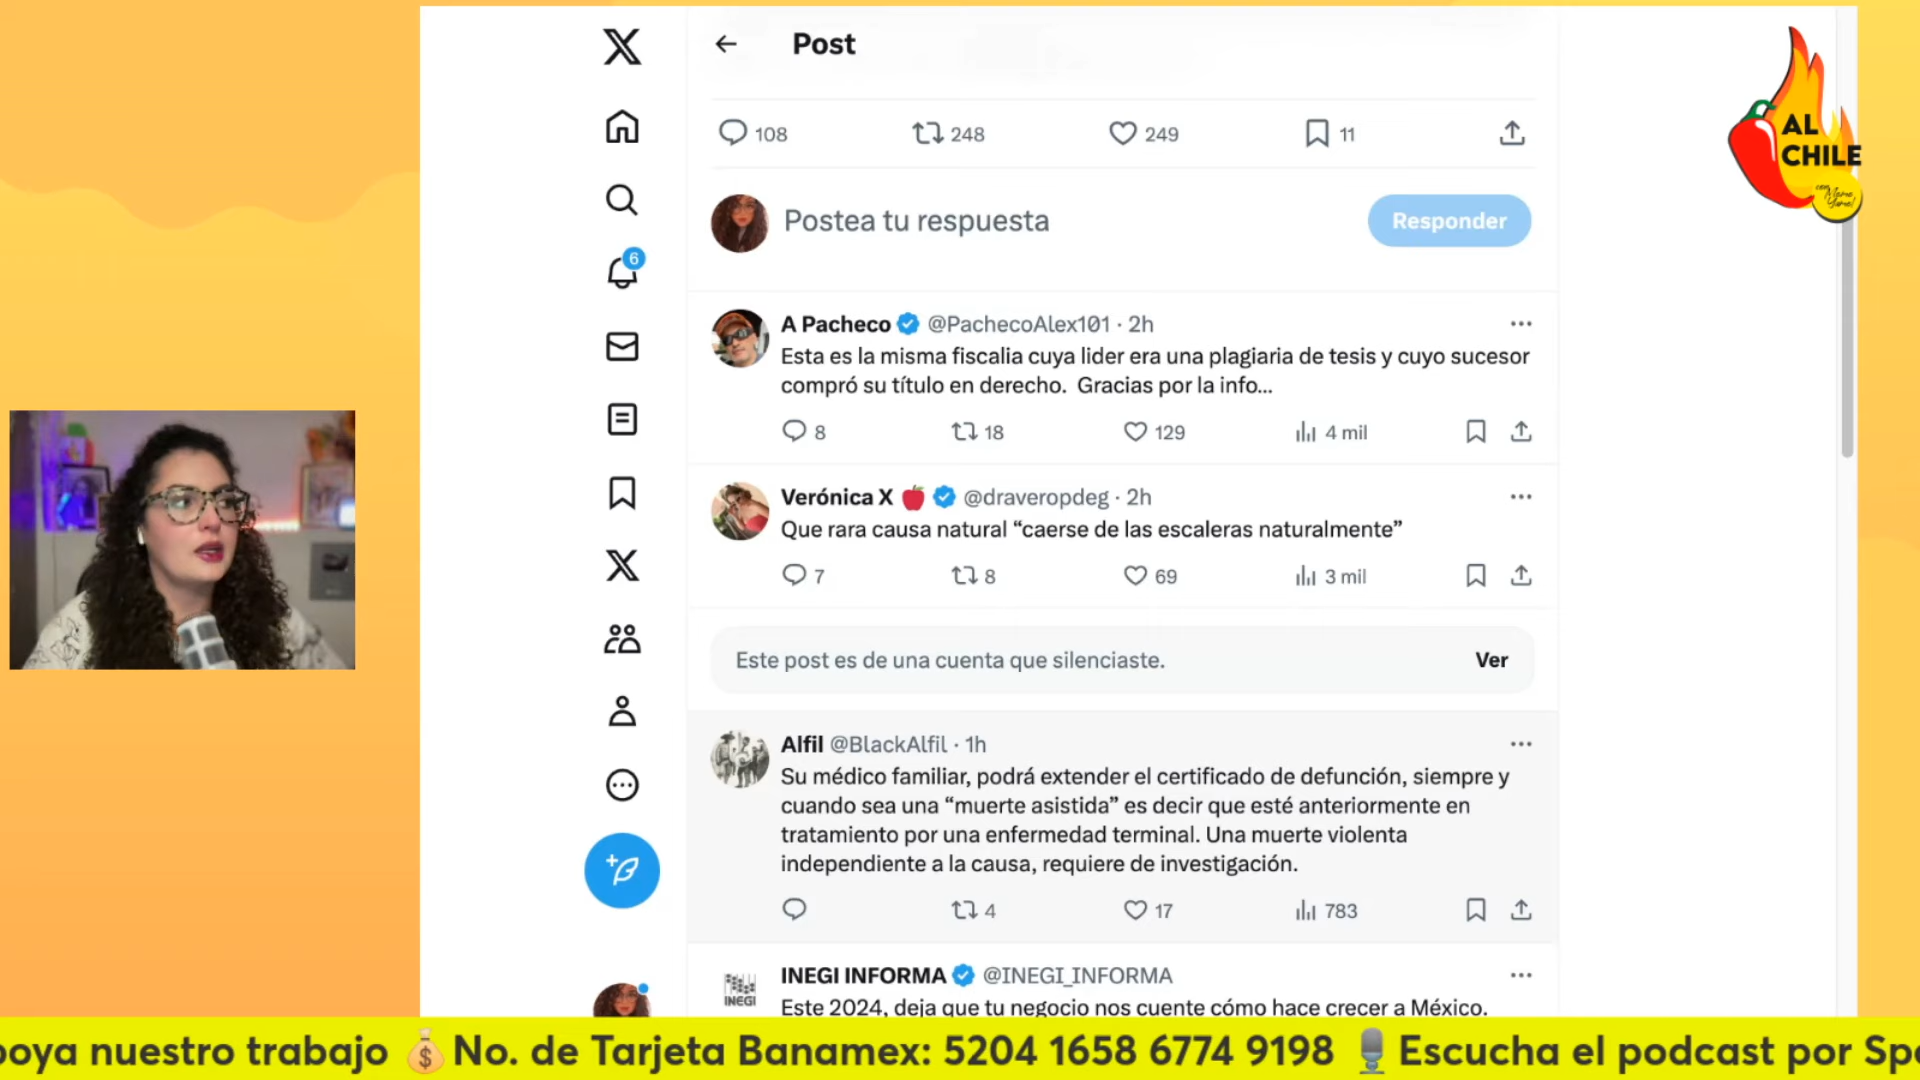 Post
108
248
249
11
Postea tu respuesta
Responder
6
A Pacheco @PachecoAlex101 · 2h
Esta es la misma fiscalia cuya lider era una plagiaria de tesis y cuyo sucesor
compró su título en derecho. Gracias por la info...
8
18
129
4 mil
Verónica X @draveropdeg · 2h
Que rara causa natural “caerse de las escaleras naturalmente”
7
8
69
3 mil
Este post es de una cuenta que silenciaste.
Ver
Alfil @BlackAlfil · 1h
Su médico familiar, podrá extender el certificado de defunción, siempre y
cuando sea una “muerte asistida” es decir que esté anteriormente en
tratamiento por una enfermedad terminal. Una muerte violenta
independiente a la causa, requiere de investigación.
4
17
783
INEGI INFORMA @INEGI_INFORMA
INEGI
Este 2024, deja que tu negocio nos cuente cómo hace crecer a México.
AL
CHILE
poya nuestro trabajo 💰 No. de Tarjeta Banamex: 5204 1658 6774 9198 🎙️ Escucha el podcast por Spo